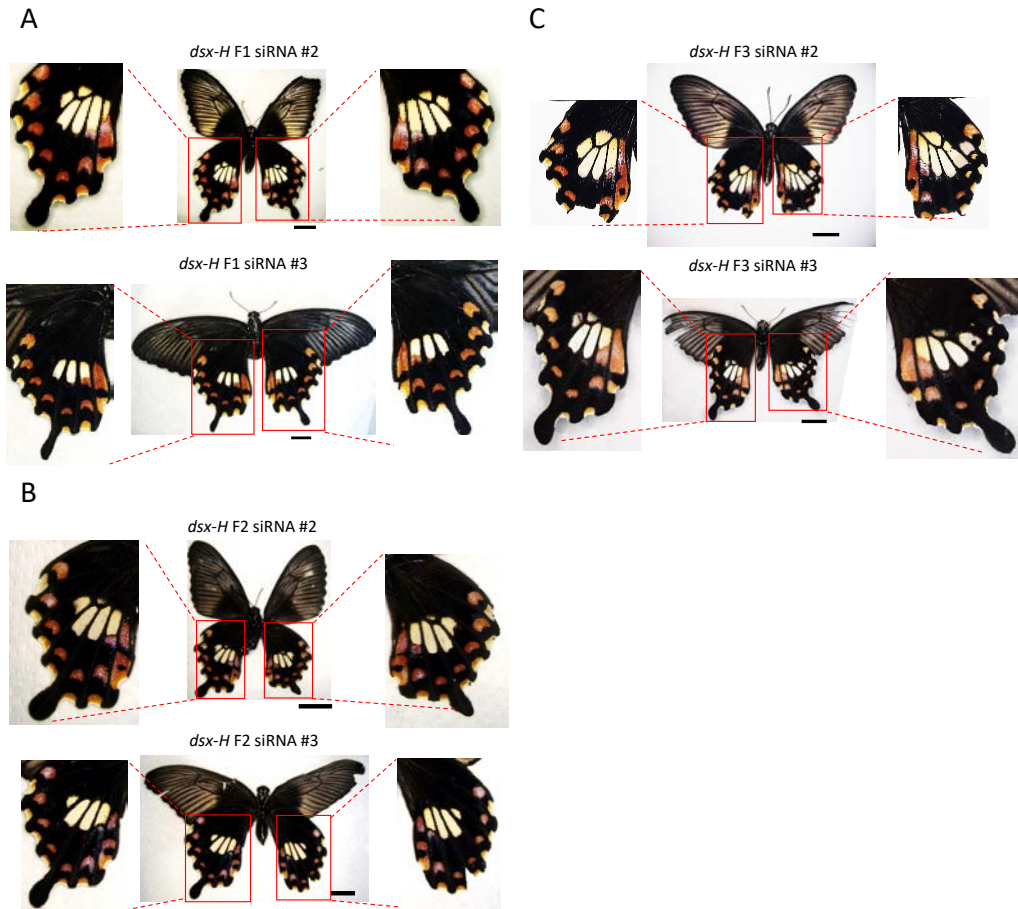 A
dsx-H F1 siRNA #2
dsx-H F1 siRNA #3
B
dsx-H F2 siRNA #2
dsx-H F2 siRNA #3
C
dsx-H F3 siRNA #2
dsx-H F3 siRNA #3